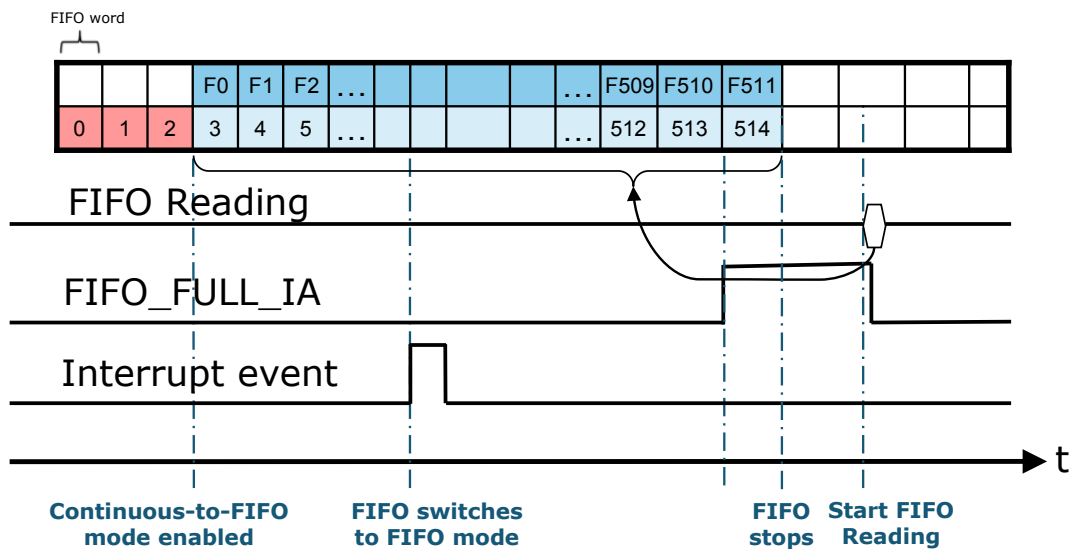 FIFO word
F0 F1 F2 ... ... F509 F510 F511
0 1 2 3 4 5 ... ... 512 513 514
FIFO Reading
FIFO_FULL_IA
Interrupt event
t
Continuous-to-FIFO
mode enabled
FIFO switches
to FIFO mode
FIFO
stops
Start FIFO
Reading